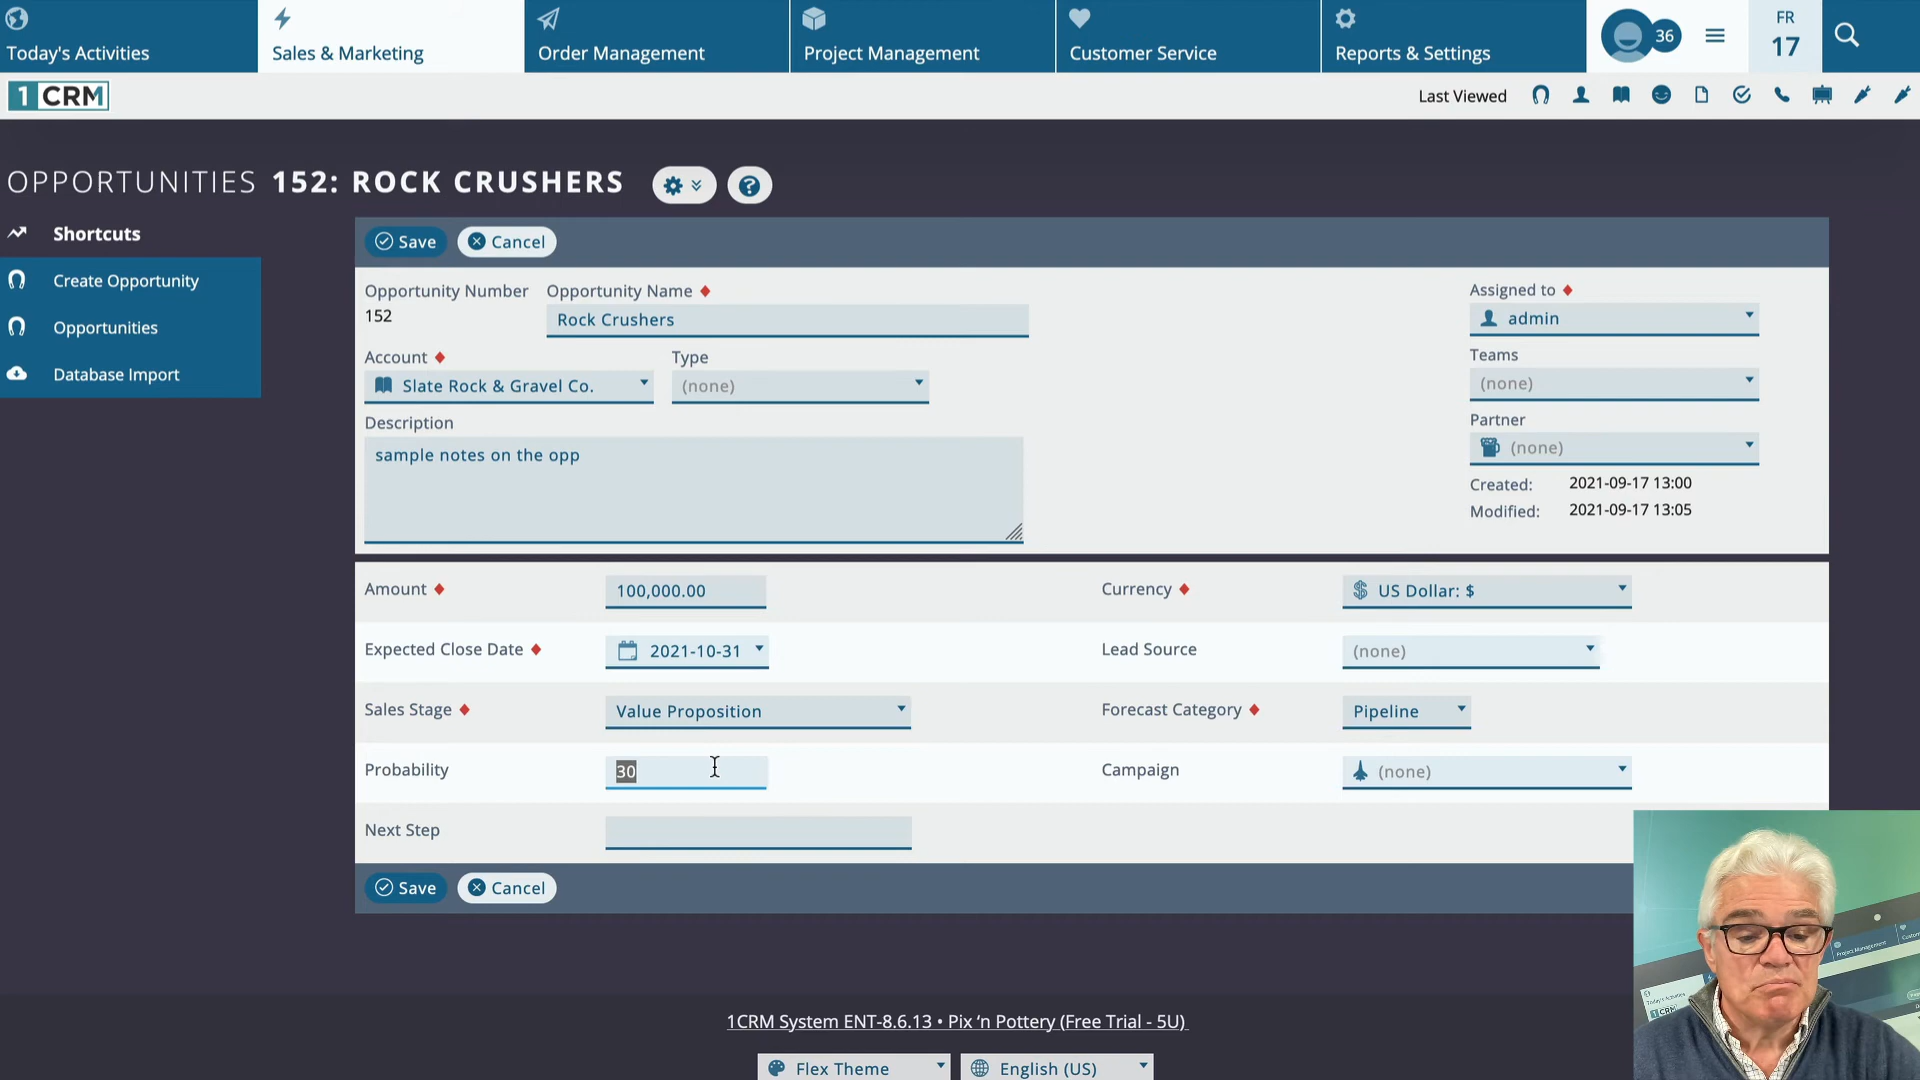 Today's Activities
Sales & Marketing
Order Management
Project Management
Customer Service
Reports & Settings
36
FR
17
1 CRM
Last Viewed
OPPORTUNITIES 152: ROCK CRUSHERS
Shortcuts
Create Opportunity
Opportunities
Database Import
Save
Cancel
Opportunity Number
152
Opportunity Name
Rock Crushers
Assigned to
admin
Account
Slate Rock & Gravel Co.
Type
(none)
Teams
(none)
Description
sample notes on the opp
Partner
(none)
Created: 2021-09-17 13:00
Modified: 2021-09-17 13:05
Amount
100,000.00
Currency
US Dollar: $
Expected Close Date
2021-10-31
Lead Source
(none)
Sales Stage
Value Proposition
Forecast Category
Pipeline
Probability
30
Campaign
(none)
Next Step
Save
Cancel
1CRM System ENT-8.6.13 • Pix ‘n Pottery (Free Trial - 5U)
Flex Theme
English (US)
Project Management
Today's Activities
1CRM